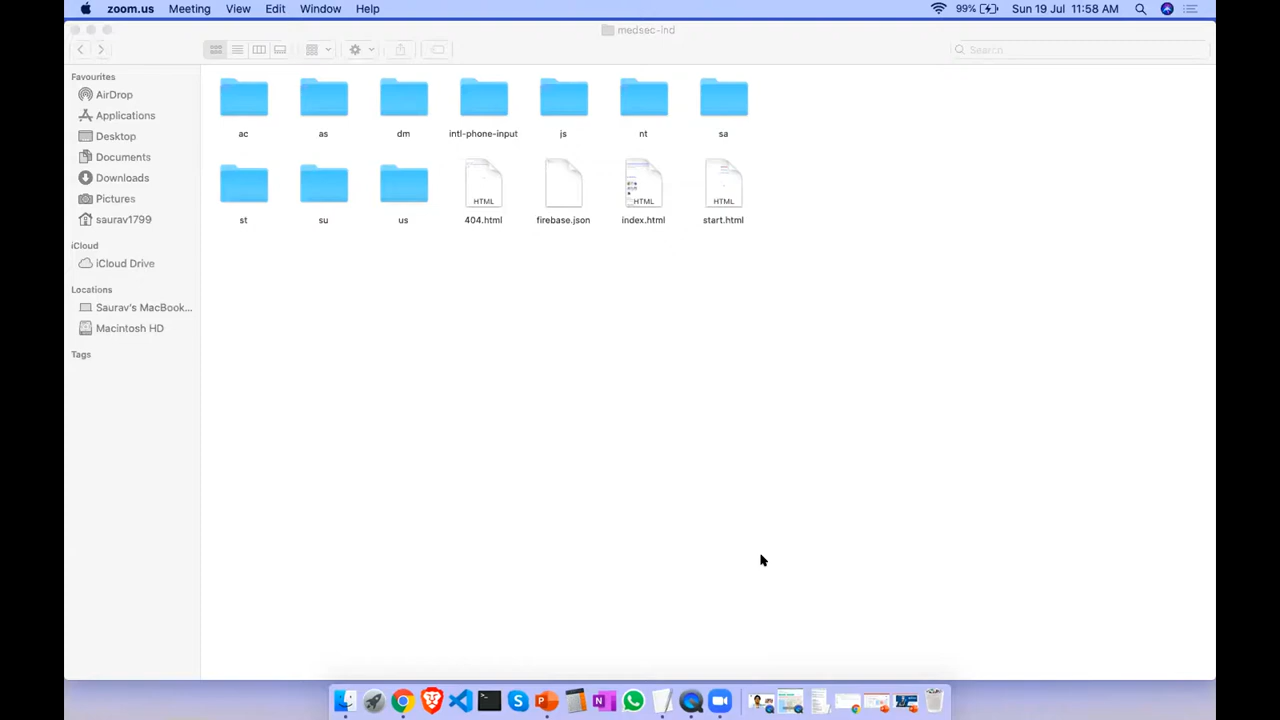 zoom.us Meeting View Edit Window Help 99% Sun 19 Jul 11:58 AM
medsec-ind
Search
Favourites
AirDrop
Applications
Desktop
Documents
Downloads
Pictures
saurav1799
iCloud
iCloud Drive
Locations
Saurav's MacBook...
Macintosh HD
Tags
ac as dm intl-phone-input js nt sa
HTML HTML HTML
st su us 404.html firebase.json index.html start.html